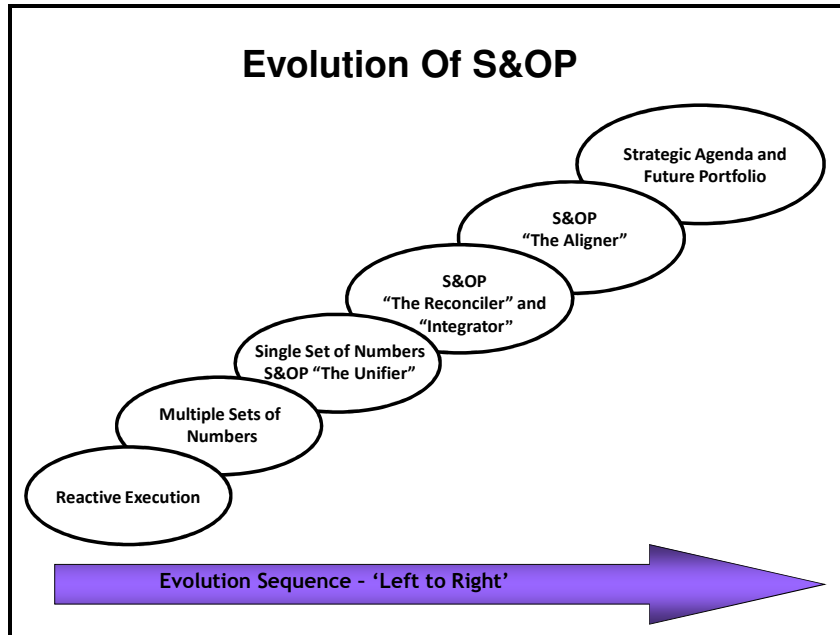 Evolution Of S&OP
Strategic Agenda and
Future Portfolio
S&OP
“The Aligner”
S&OP
“The Reconciler” and
“Integrator”
Single Set of Numbers
S&OP “The Unifier”
Multiple Sets of
Numbers
Reactive Execution
Evolution Sequence – ‘Left to Right’